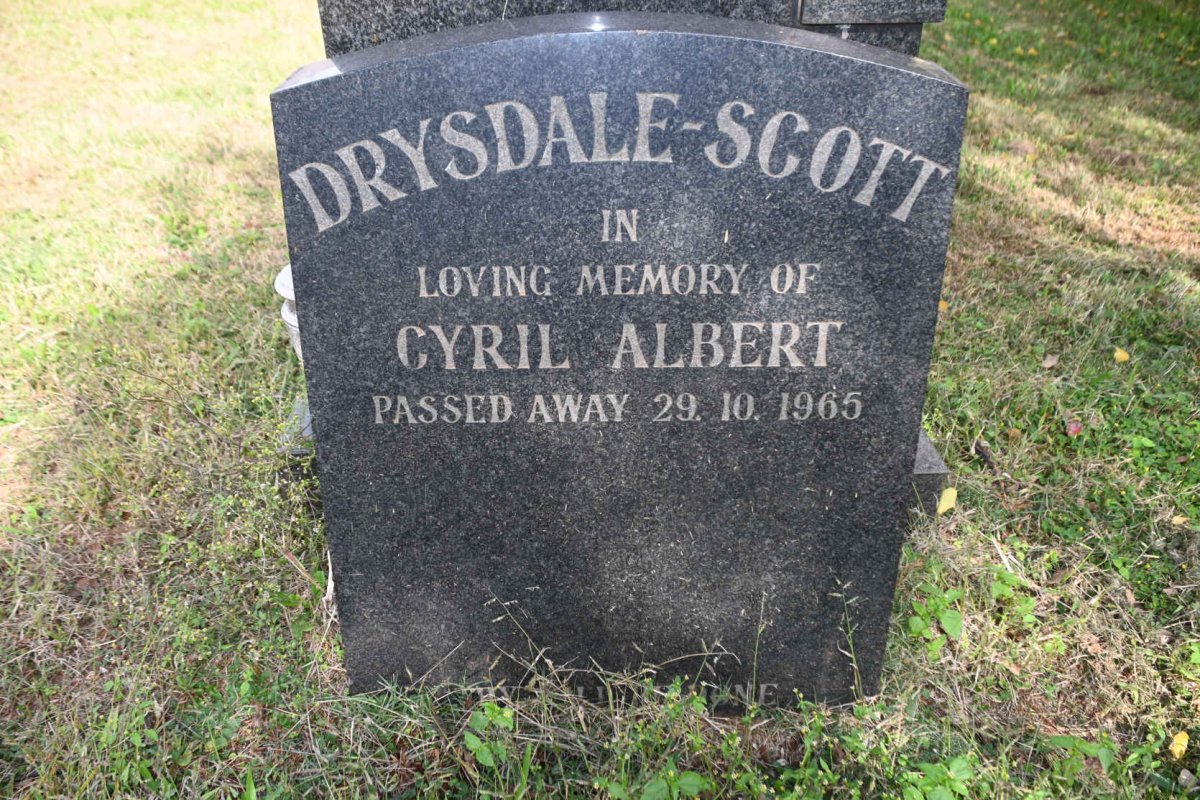 DRYSDALE-SCOTT
IN
LOVING MEMORY OF
CYRIL ALBERT
PASSED AWAY 29. 10. 1965